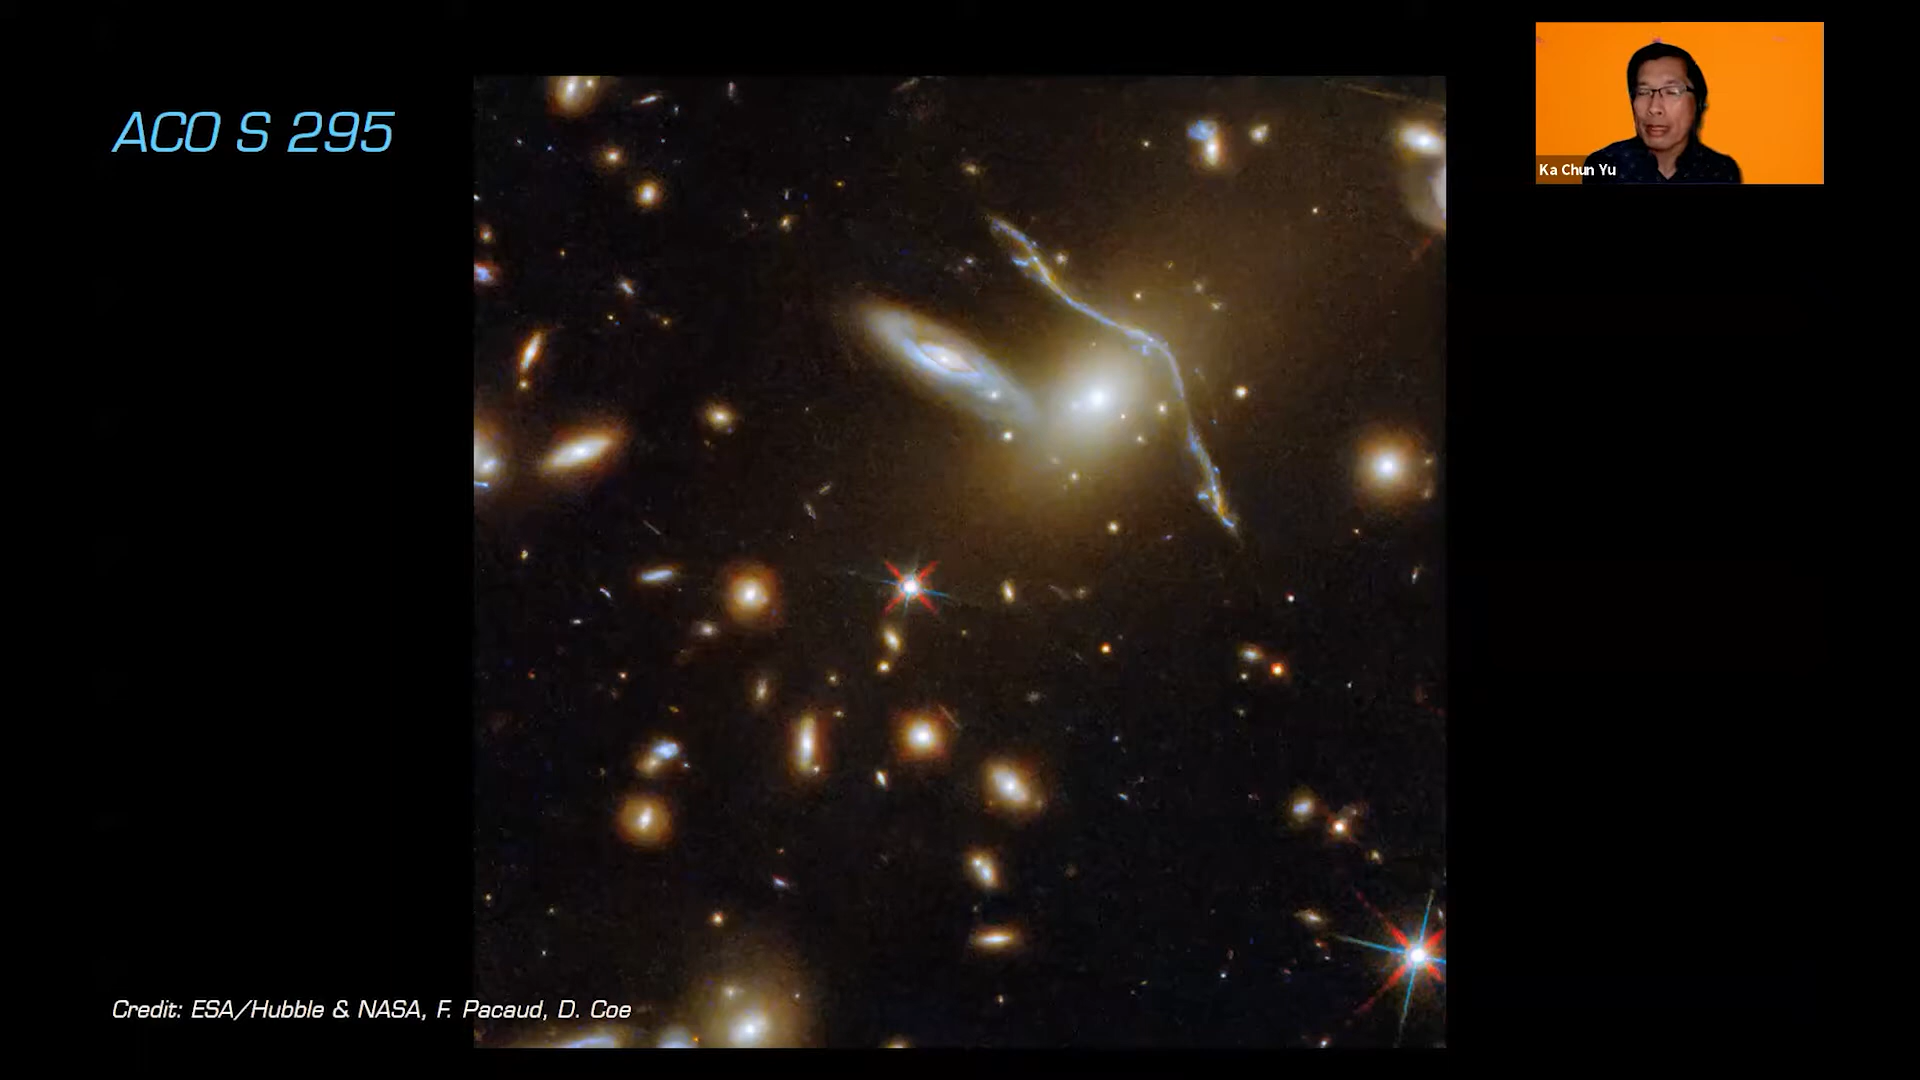 ACO S 295
Ka Chun Yu
Credit: ESA/Hubble & NASA, F. Pacaud, D. Coe